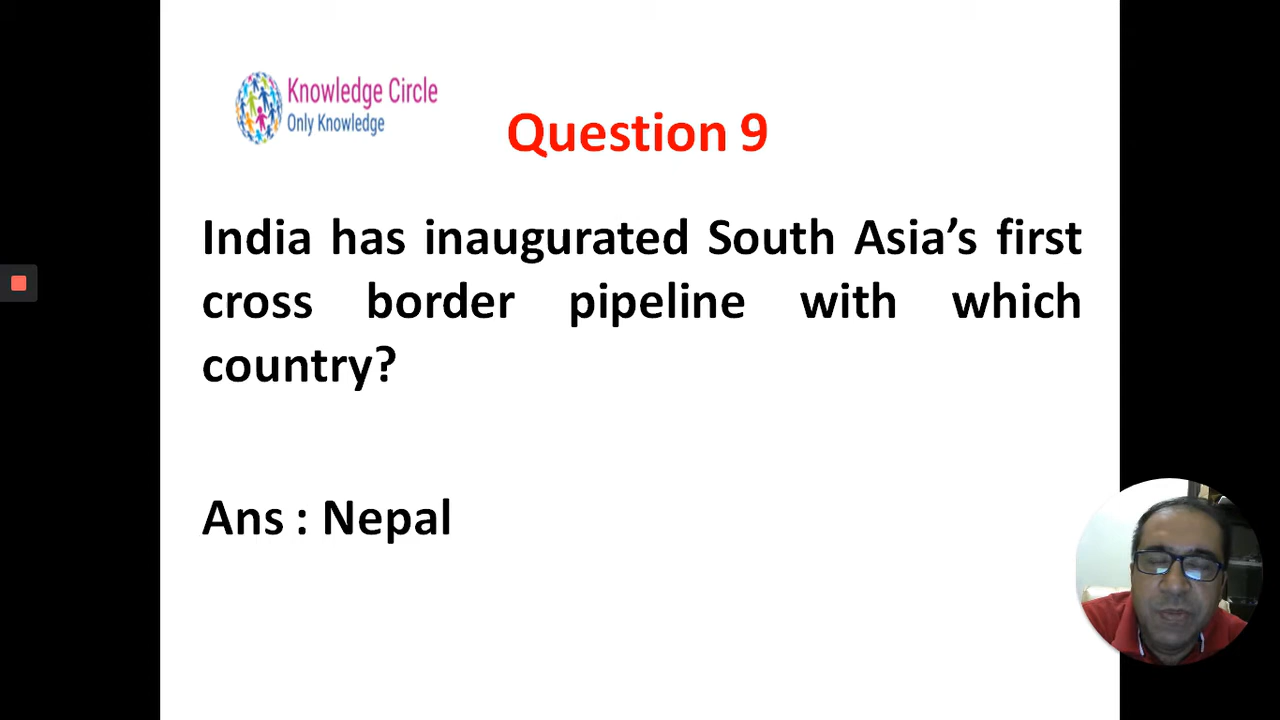 Knowledge Circle
Only Knowledge
Question 9
India has inaugurated South Asia’s first
cross border pipeline with which
country?
Ans : Nepal